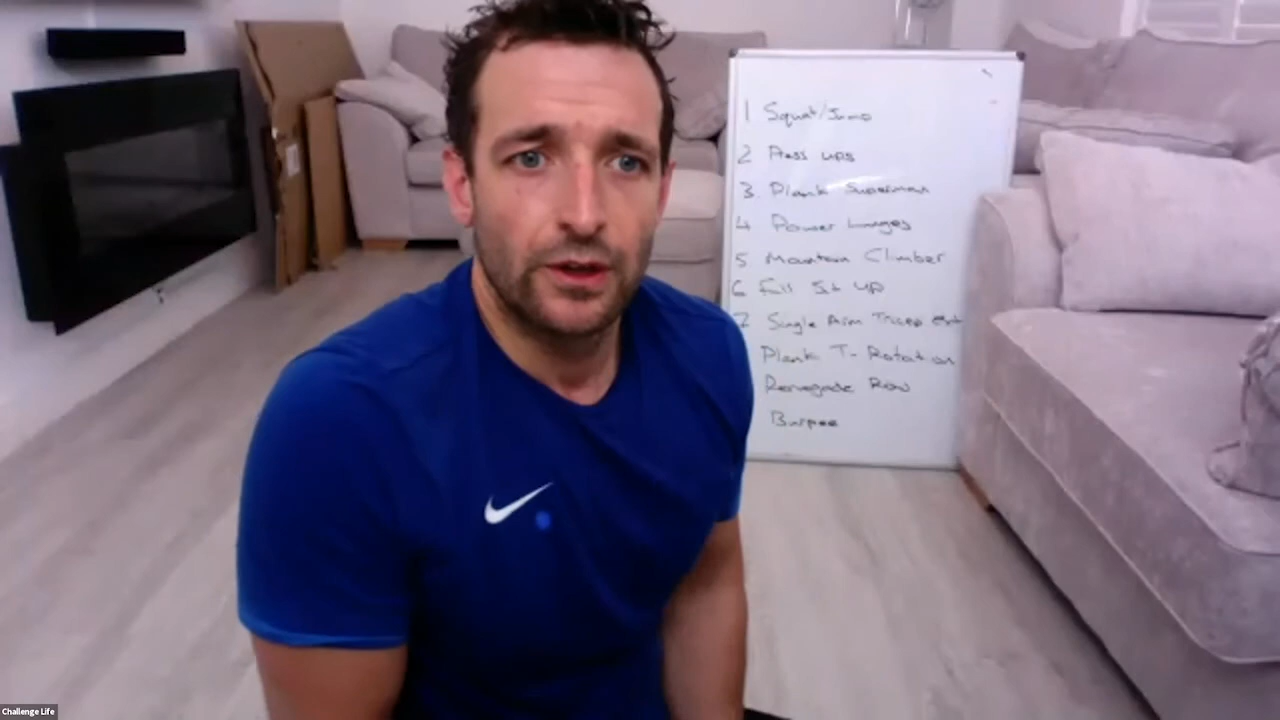 1 Squat/Jump
2 Press ups
3. Plank Superman
4 Power Lunges
5 Mountain Climber
6 Full Sit up
7 Single Arm Tricep ext
Plank T-Rotation
Renegade Row
Burpee
Challenge Life